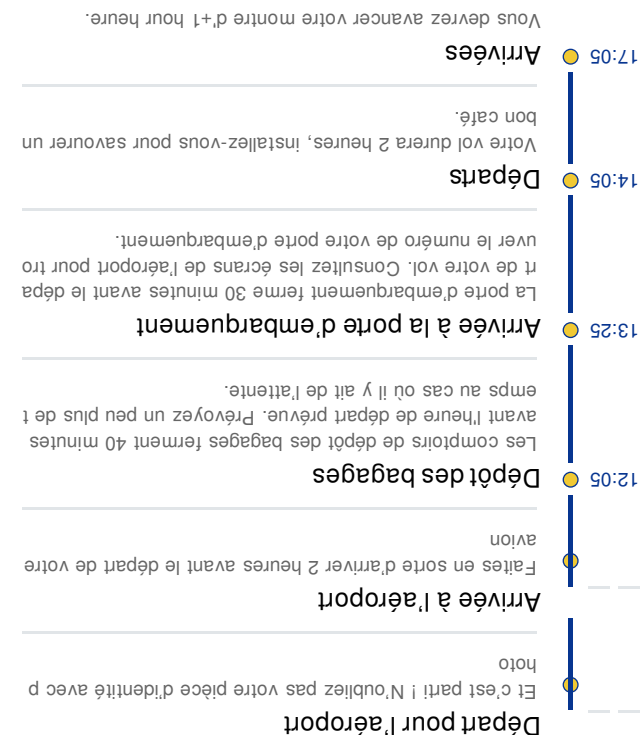 Départ pour l'aéroport
Et c'est parti ! N'oubliez pas votre pièce d'identité avec p
hoto
Arrivée à l'aéroport
Faites en sorte d'arriver 2 heures avant le départ de votre
avion
12:05
Dépôt des bagages
Les comptoirs de dépôt des bagages ferment 40 minutes
avant l'heure de départ prévue. Prévoyez un peu plus de t
emps au cas où il y ait de l'attente.
13:25
Arrivée à la porte d'embarquement
La porte d'embarquement ferme 30 minutes avant le dépa
rt de votre vol. Consultez les écrans de l'aéroport pour tro
uver le numéro de votre porte d'embarquement.
14:05
Départs
Votre vol durera 2 heures, installez-vous pour savourer un
bon café.
17:05
Arrivées
Vous devrez avancer votre montre d'+1 hour heure.